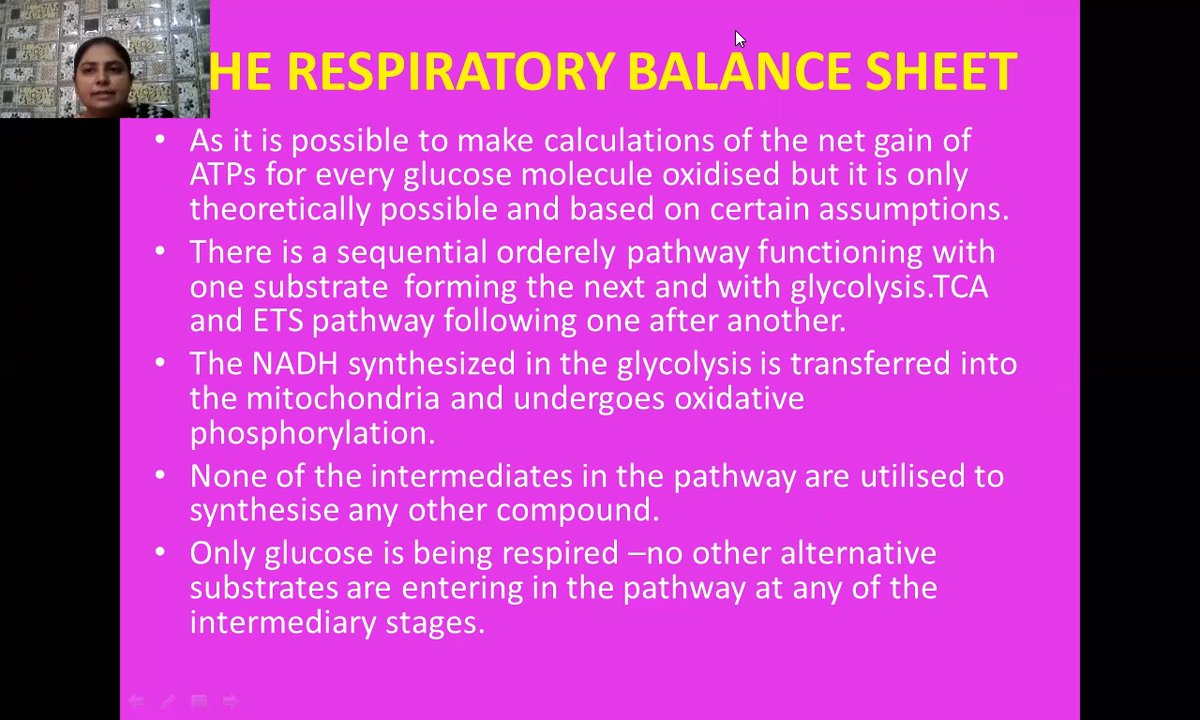 HE RESPIRATORY BALANCE SHEET
• As it is possible to make calculations of the net gain of
ATPs for every glucose molecule oxidised but it is only
theoretically possible and based on certain assumptions.
• There is a sequential orderely pathway functioning with
one substrate  forming the next and with glycolysis.TCA
and ETS pathway following one after another.
• The NADH synthesized in the glycolysis is transferred into
the mitochondria and undergoes oxidative
phosphorylation.
• None of the intermediates in the pathway are utilised to
synthesise any other compound.
• Only glucose is being respired –no other alternative
substrates are entering in the pathway at any of the
intermediary stages.